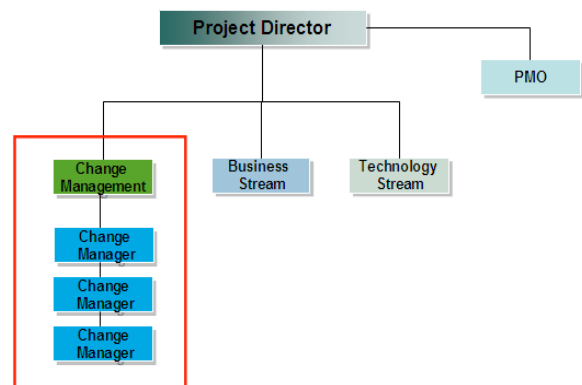 Project Director
PMO
Change
Management
Business
Stream
Technology
Stream
Change
Manager
Change
Manager
Change
Manager